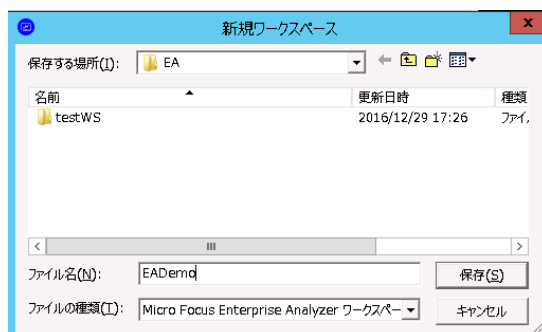 新規ワークスペース
x
保存する場所(I): EA
名前 更新日時 種類
testWS 2016/12/29 17:26 ファイ
ファイル名(N): EADemo 保存(S)
ファイルの種類(T): Micro Focus Enterprise Analyzer ワークスペー キャンセル